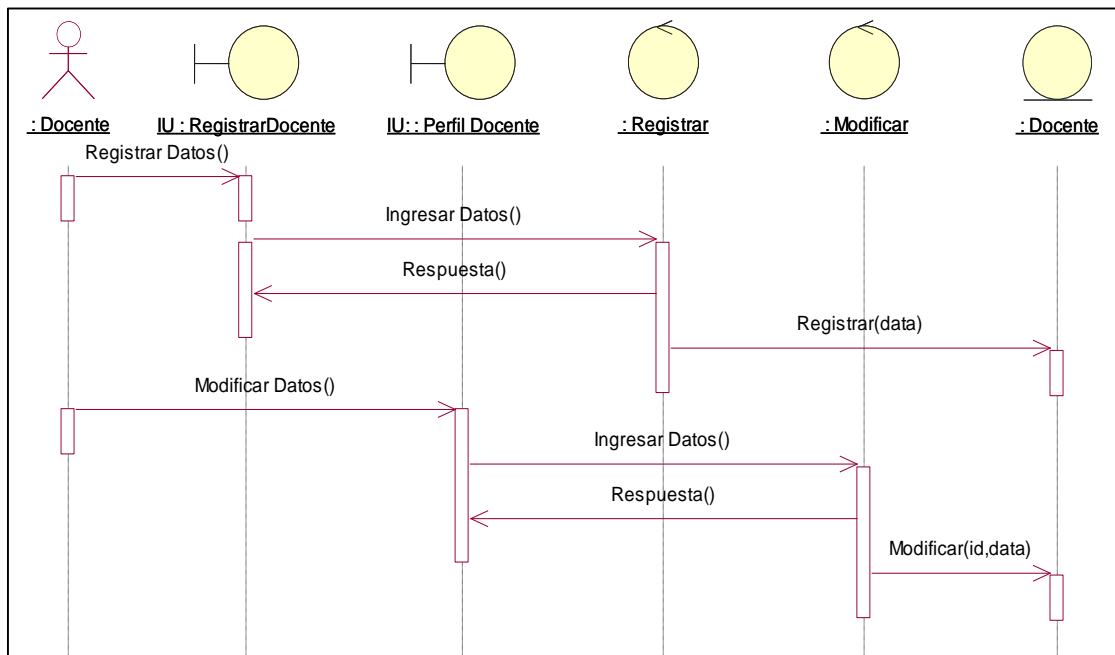 : Docente
IU : RegistrarDocente
IU: : Perfil Docente
: Registrar
: Modificar
: Docente
Registrar Datos()
Ingresar Datos()
Respuesta()
Registrar(data)
Modificar Datos()
Ingresar Datos()
Respuesta()
Modificar(id,data)